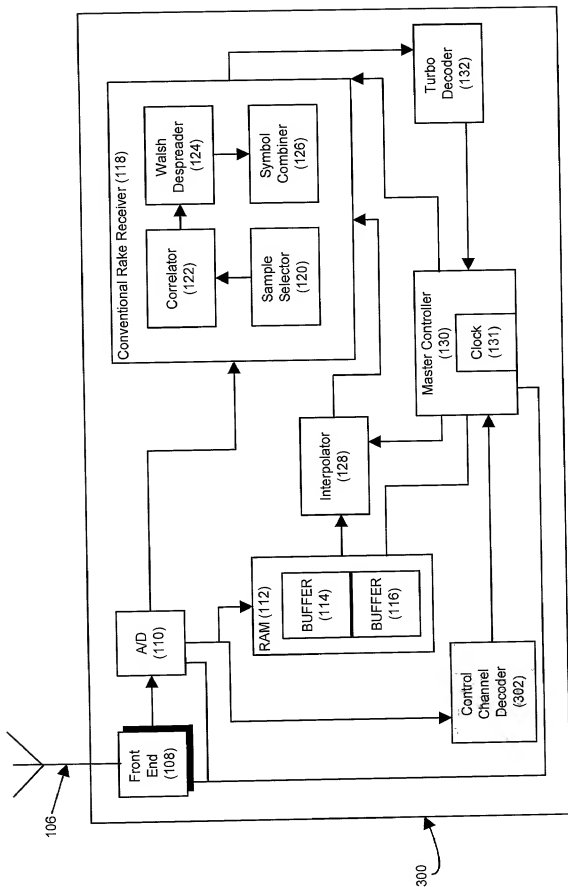 106
300
Front
End
(108)
A/D
(110)
RAM (112)
BUFFER
(114)
BUFFER
(116)
Control
Channel
Decoder
(302)
Interpolator
(128)
Conventional Rake Receiver (118)
Correlator
(122)
Walsh
Despreader
(124)
Sample
Selector
(120)
Symbol
Combiner
(126)
Master Controller
(130)
Clock
(131)
Turbo
Decoder
(132)